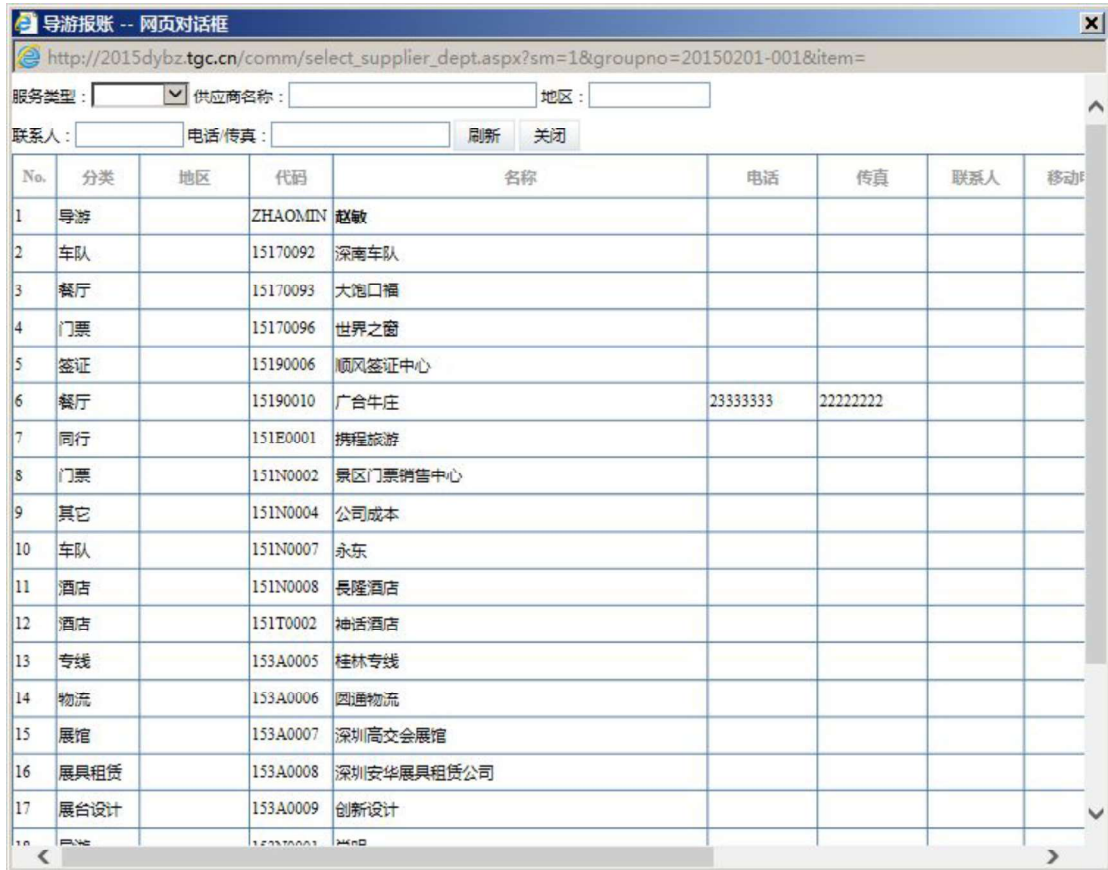 导游报账 -- 网页对话框
http://2015dybz.tgc.cn/comm/select_supplier_dept.aspx?sm=1&groupno=20150201-001&item=
服务类型： 供应商名称： 地区：
联系人： 电话/传真： 刷新 关闭
No. 分类 地区 代码 名称 电话 传真 联系人 移动
1 导游 ZHAOMIN 赵敏
2 车队 15170092 深南车队
3 餐厅 15170093 大饱口福
4 门票 15170096 世界之窗
5 签证 15190006 顺风签证中心
6 餐厅 15190010 广合牛庄 23333333 22222222
7 同行 151E0001 携程旅游
8 门票 151N0002 景区门票销售中心
9 其它 151N0004 公司成本
10 车队 151N0007 永东
11 酒店 151N0008 長隆酒店
12 酒店 151T0002 神话酒店
13 专线 153A0005 桂林专线
14 物流 153A0006 圆通物流
15 展馆 153A0007 深圳高交会展馆
16 展具租赁 153A0008 深圳安华展具租赁公司
17 展台设计 153A0009 创新设计